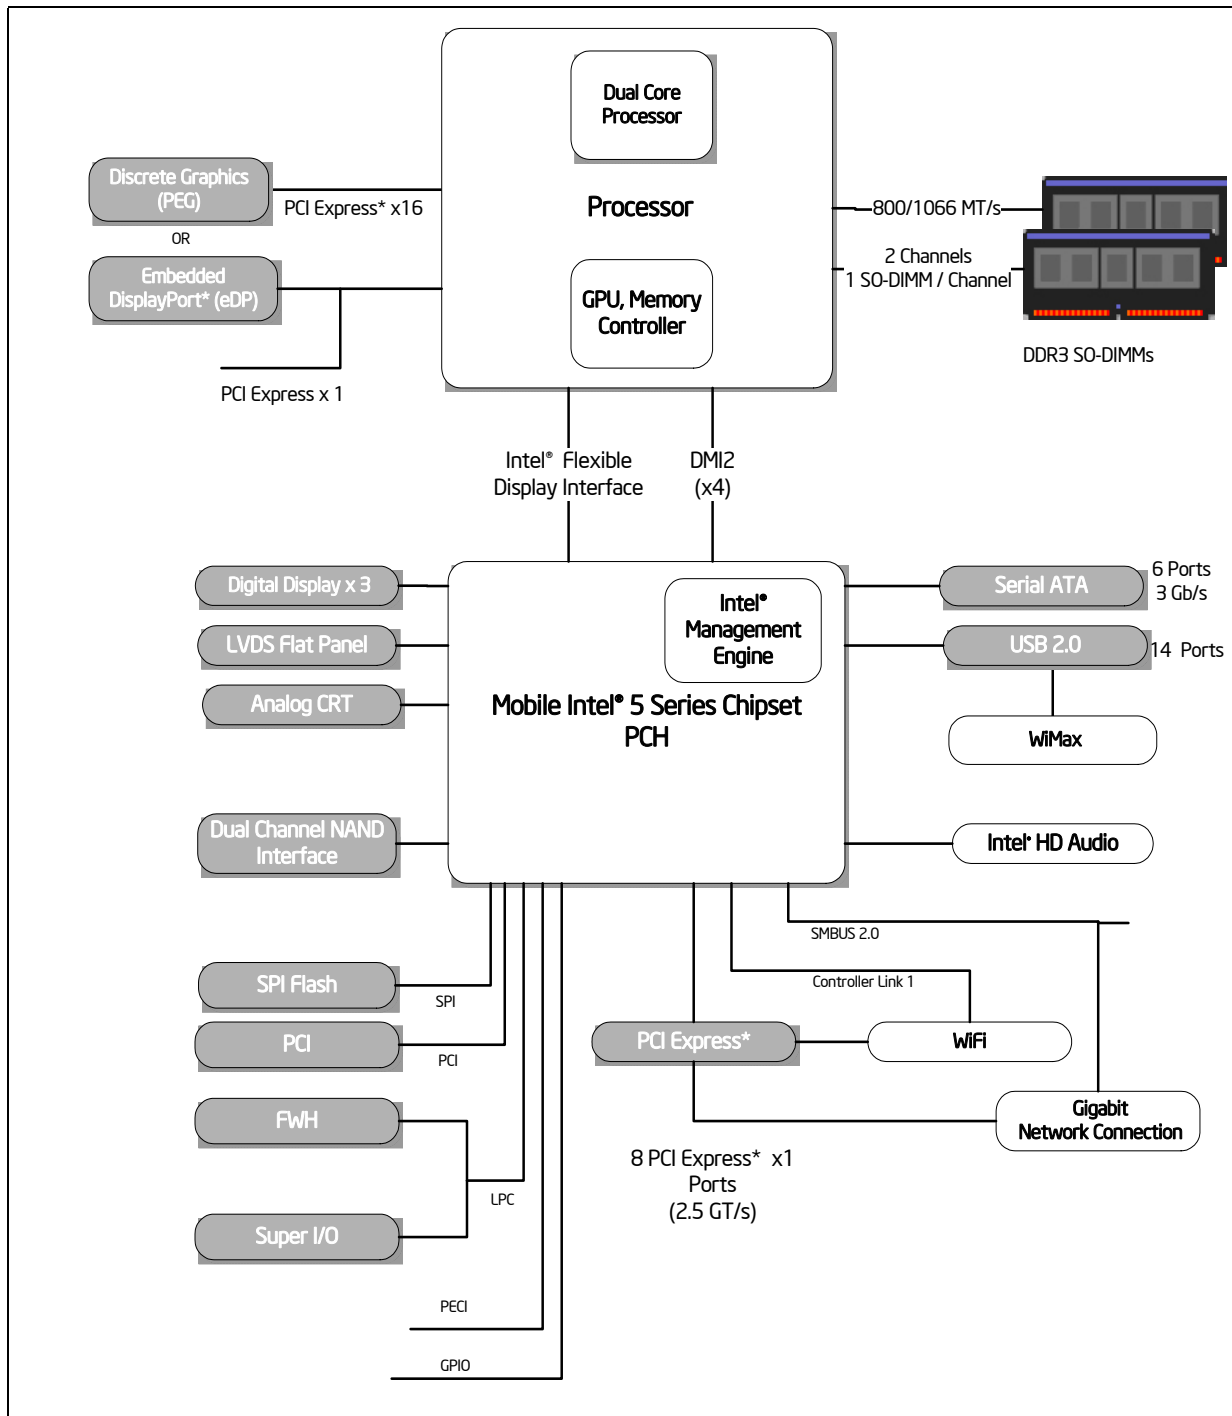 Dual Core
Processor
Processor
GPU, Memory
Controller
Discrete Graphics
(PEG)
PCI Express* x16
OR
Embedded
DisplayPort* (eDP)
PCI Express x 1
800/1066 MT/s
2 Channels
1 SO-DIMM / Channel
DDR3 SO-DIMMs
Intel® Flexible
Display Interface
DMI2
(x4)
Digital Display x 3
LVDS Flat Panel
Analog CRT
Dual Channel NAND
Interface
Intel®
Management
Engine
Mobile Intel® 5 Series Chipset
PCH
Serial ATA
6 Ports
3 Gb/s
USB 2.0
14 Ports
WiMax
Intel® HD Audio
SMBUS 2.0
Controller Link 1
SPI Flash
SPI
PCI
PCI
FWH
LPC
Super I/O
PECI
GPIO
PCI Express*
WiFi
Gigabit
Network Connection
8 PCI Express* x1
Ports
(2.5 GT/s)